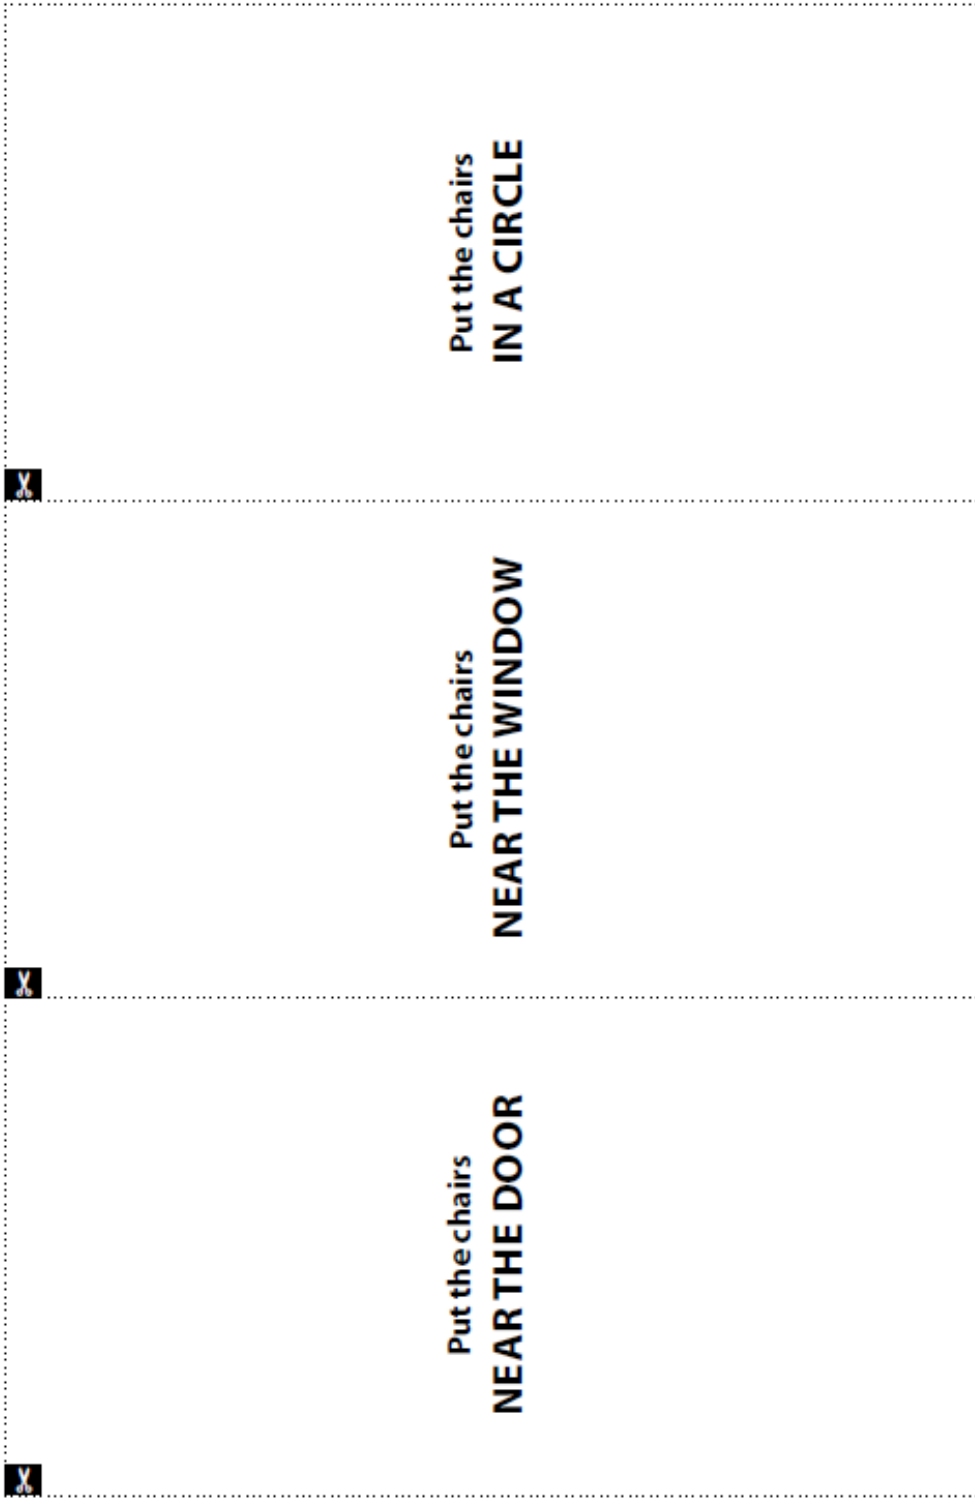 Put the chairs
IN A CIRCLE
Put the chairs
NEAR THE WINDOW
Put the chairs
NEAR THE DOOR